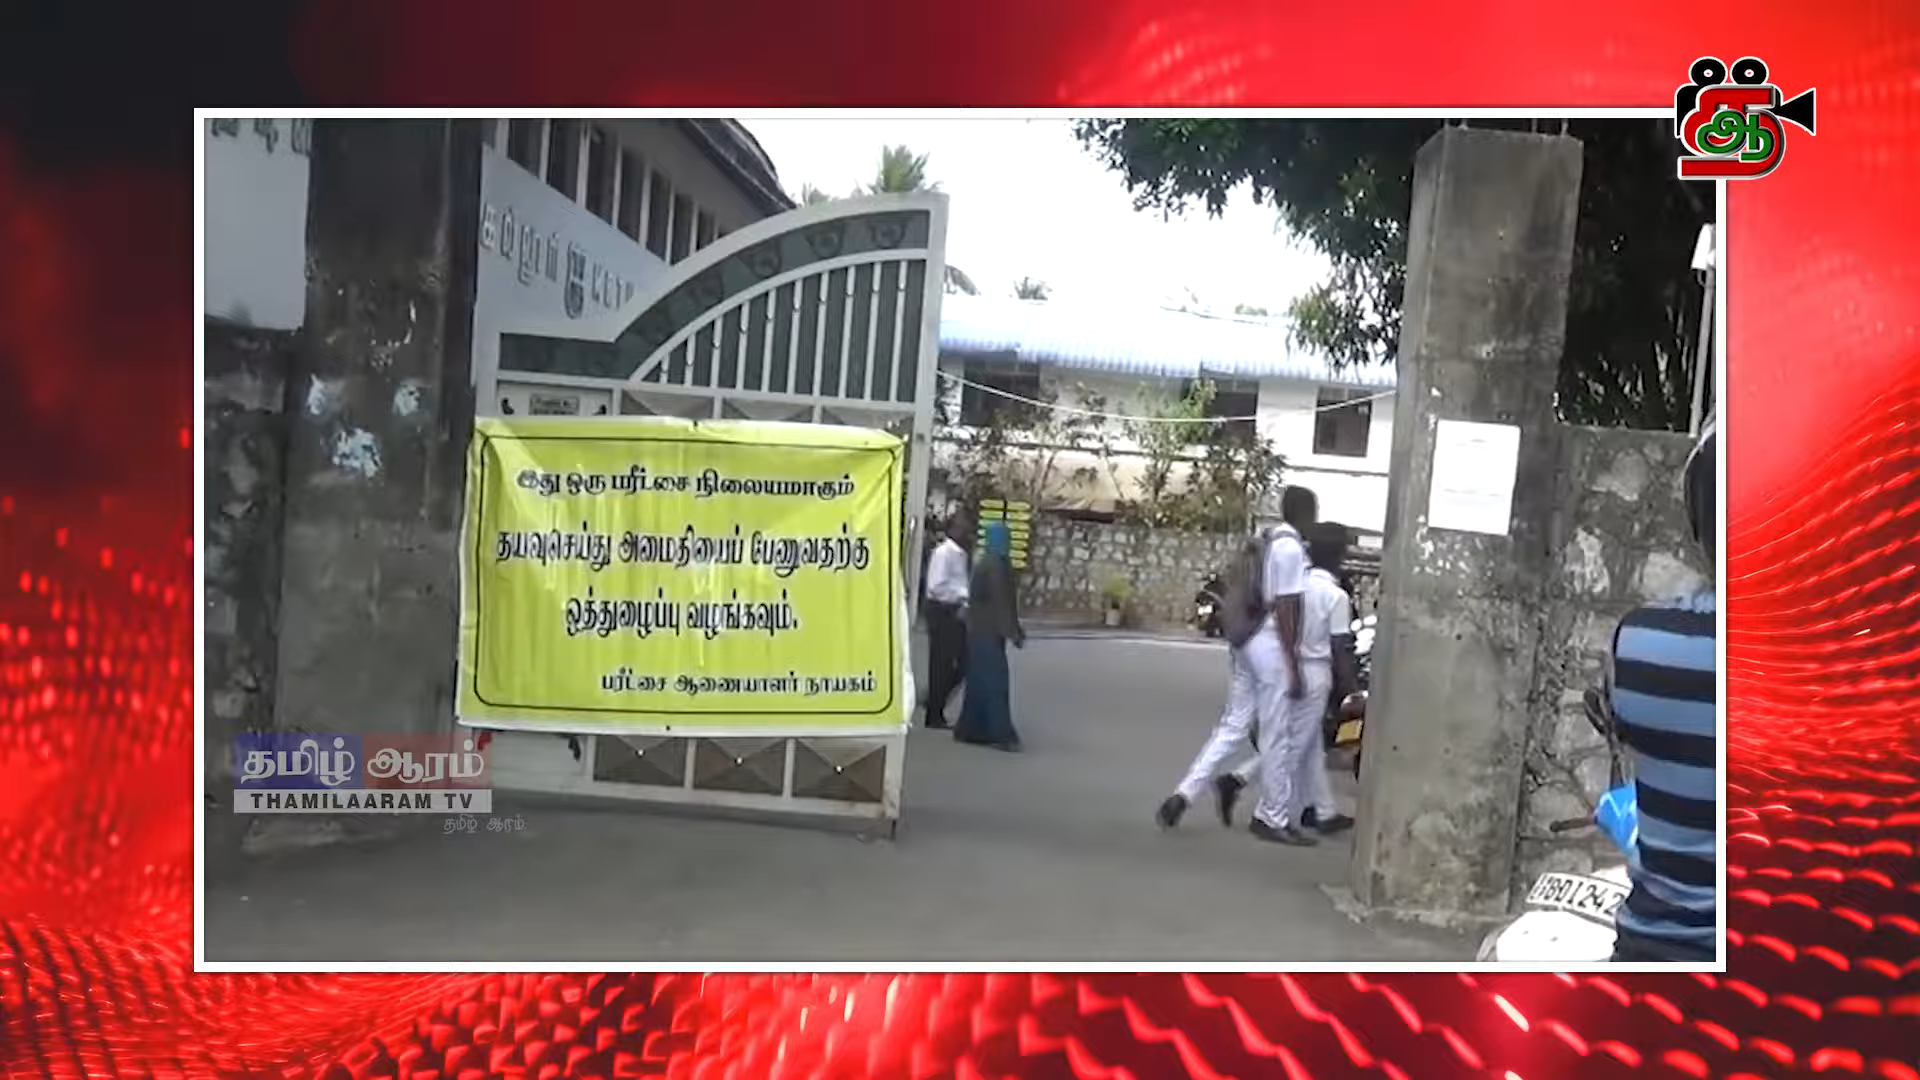 இது ஒரு பரீட்சை நிலையமாகும்
தயவுசெய்து அமைதியைப் பேணுவதற்கு
ஒத்துழைப்பு வழங்கவும்.
பரீட்சை ஆணையாளர் நாயகம்
தமிழ் ஆரம்
THAMILAARAM TV
தமிழ் ஆரம்